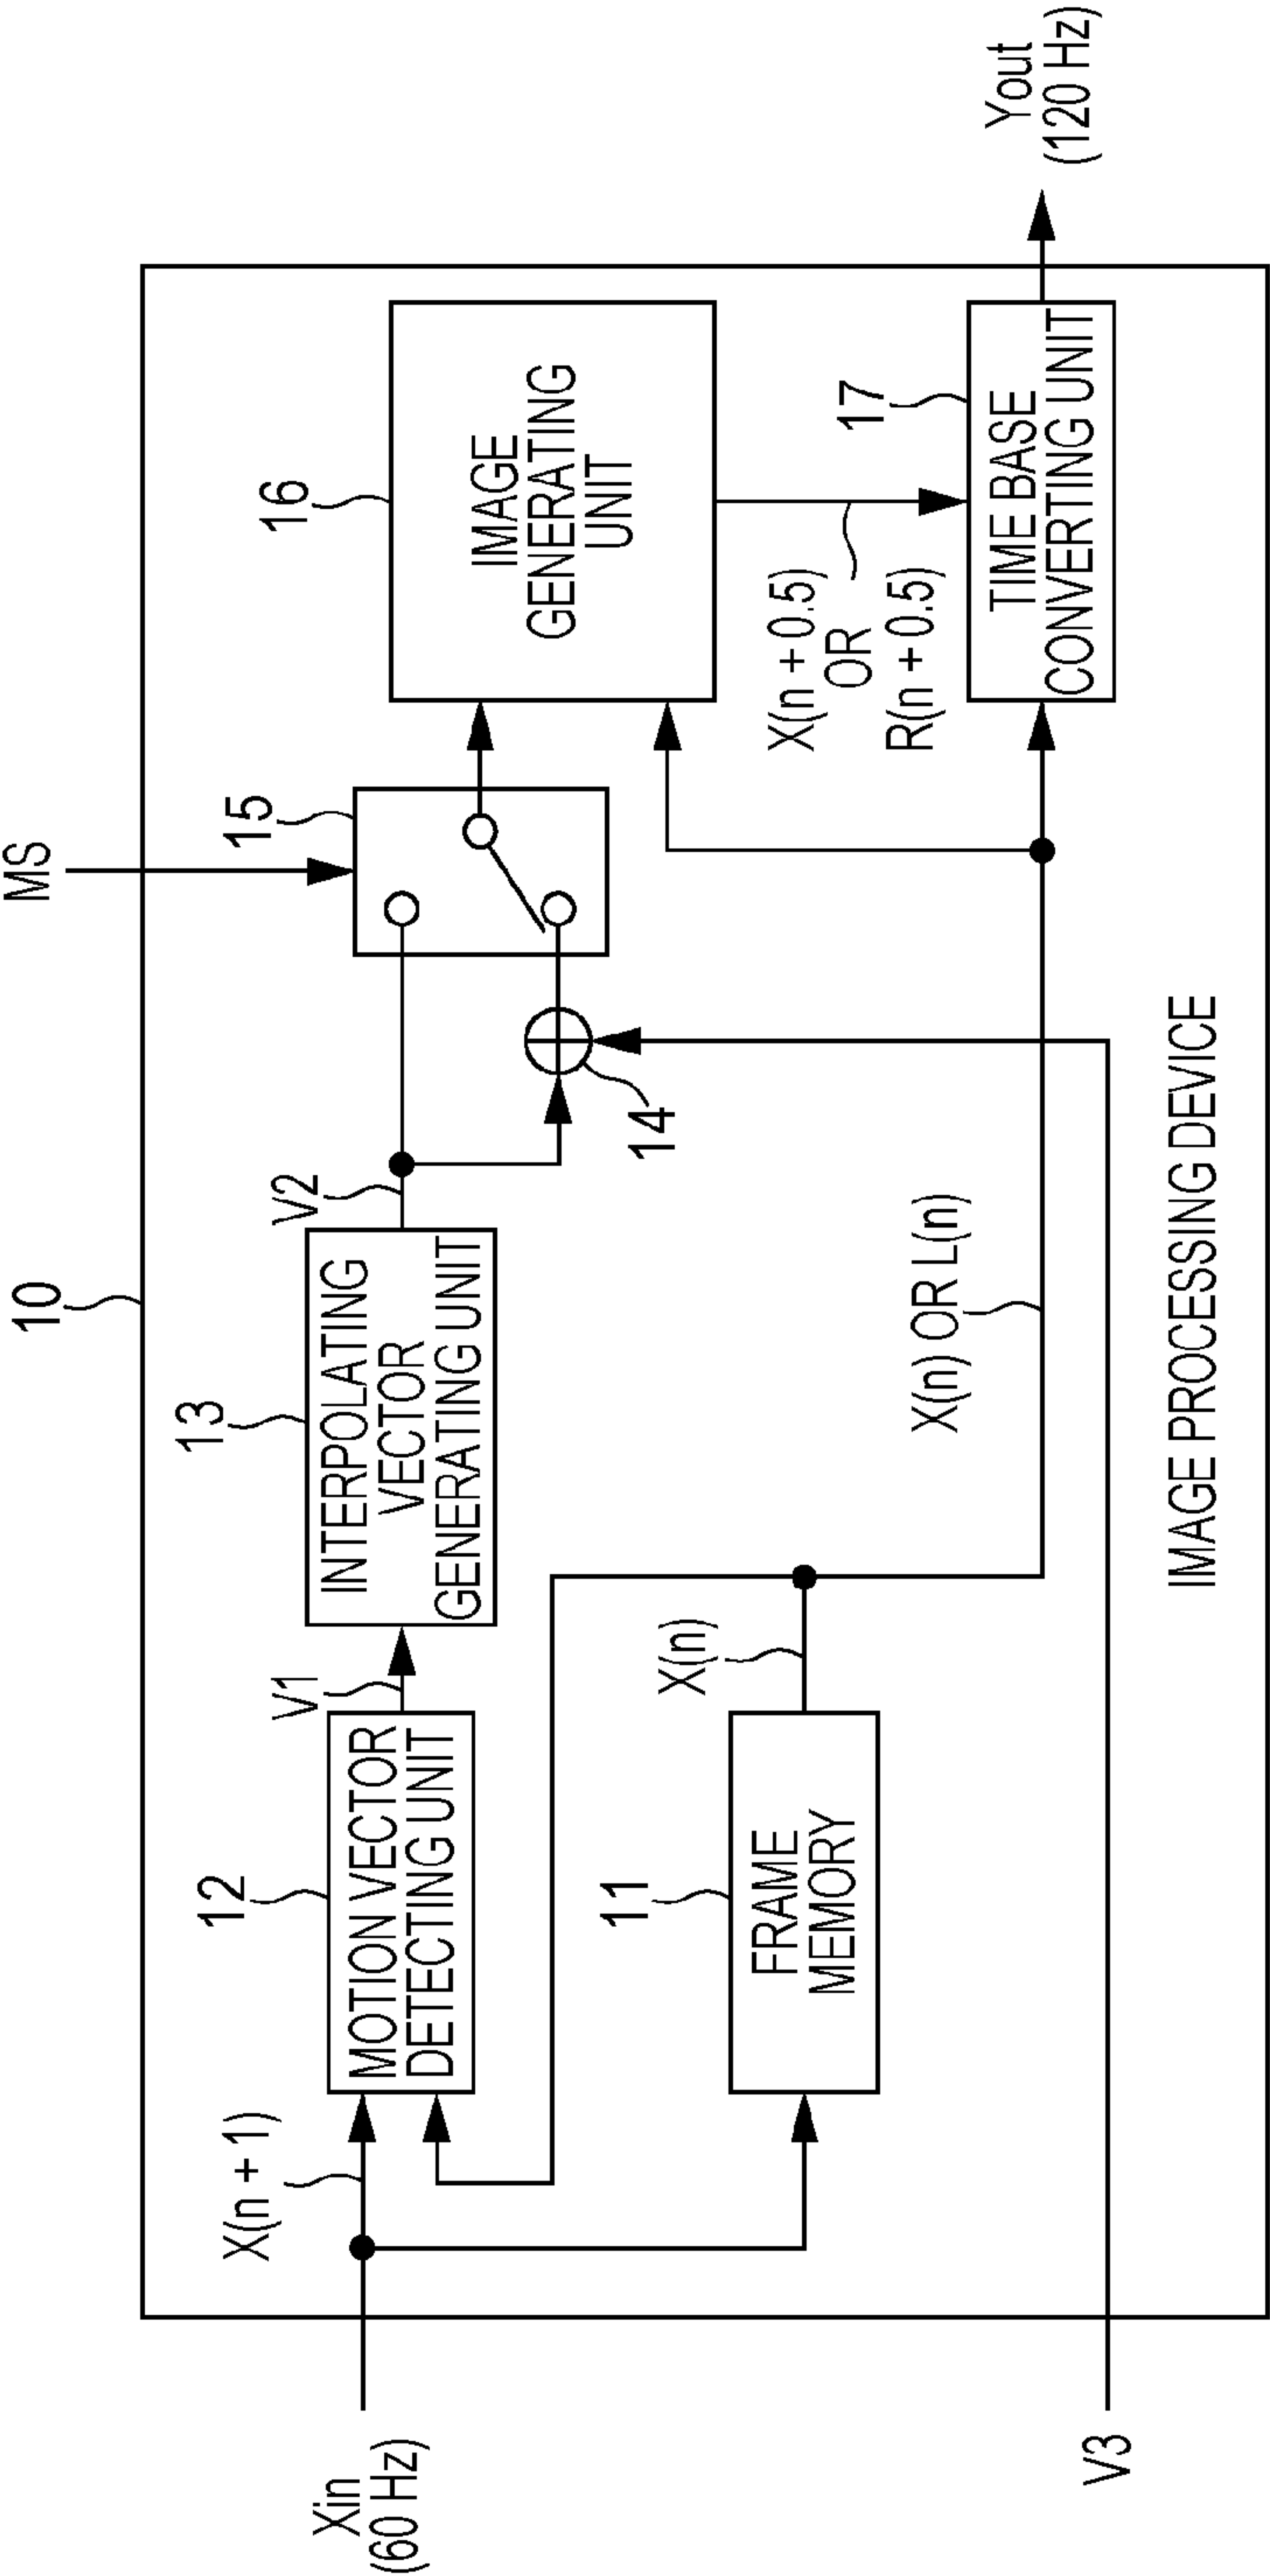 10
MS
Xin
(60 Hz)
X(n + 1)
12
MOTION VECTOR
DETECTING UNIT
V1
13
INTERPOLATING
VECTOR
GENERATING UNIT
V2
14
15
16
IMAGE
GENERATING
UNIT
11
FRAME
MEMORY
X(n)
X(n) OR L(n)
X(n + 0.5)
OR
R(n + 0.5)
17
TIME BASE
CONVERTING UNIT
Yout
(120 Hz)
V3
IMAGE PROCESSING DEVICE